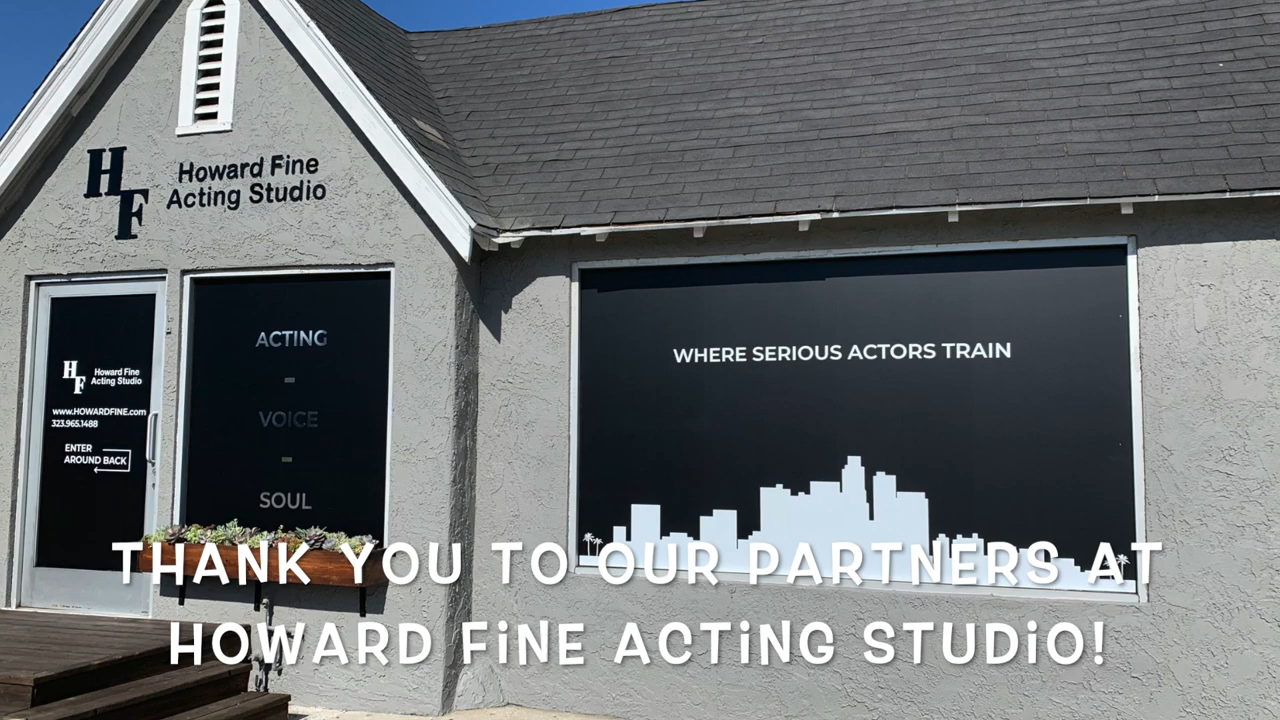 HF
Howard Fine
Acting Studio
HF
Howard Fine
Acting Studio
www.HOWARDFINE.com
323.965.1488
ENTER
AROUND BACK
ACTING
-
VOICE
-
SOUL
WHERE SERIOUS ACTORS TRAIN
THANK YOU TO OUR PARTNERS AT
HOWARD FiNE ACTiNG STUDiO!